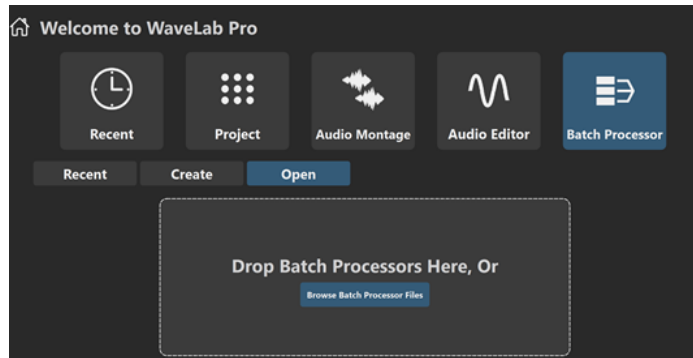 Welcome to WaveLab Pro
Recent Project Audio Montage Audio Editor Batch Processor
Recent Create Open
Drop Batch Processors Here, Or
Browse Batch Processor Files